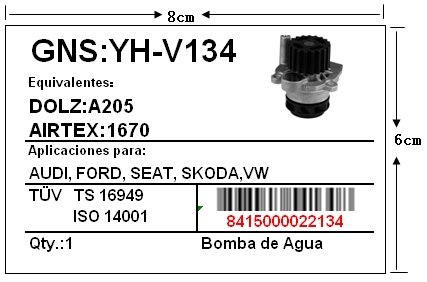 8cm
GNS:YH-V134
Equivalentes:
DOLZ:A205
AIRTEX:1670
6cm
Aplicaciones para:
AUDI, FORD, SEAT, SKODA,VW
TÜV TS 16949
ISO 14001
8415000022134
Qty.:1 Bomba de Agua